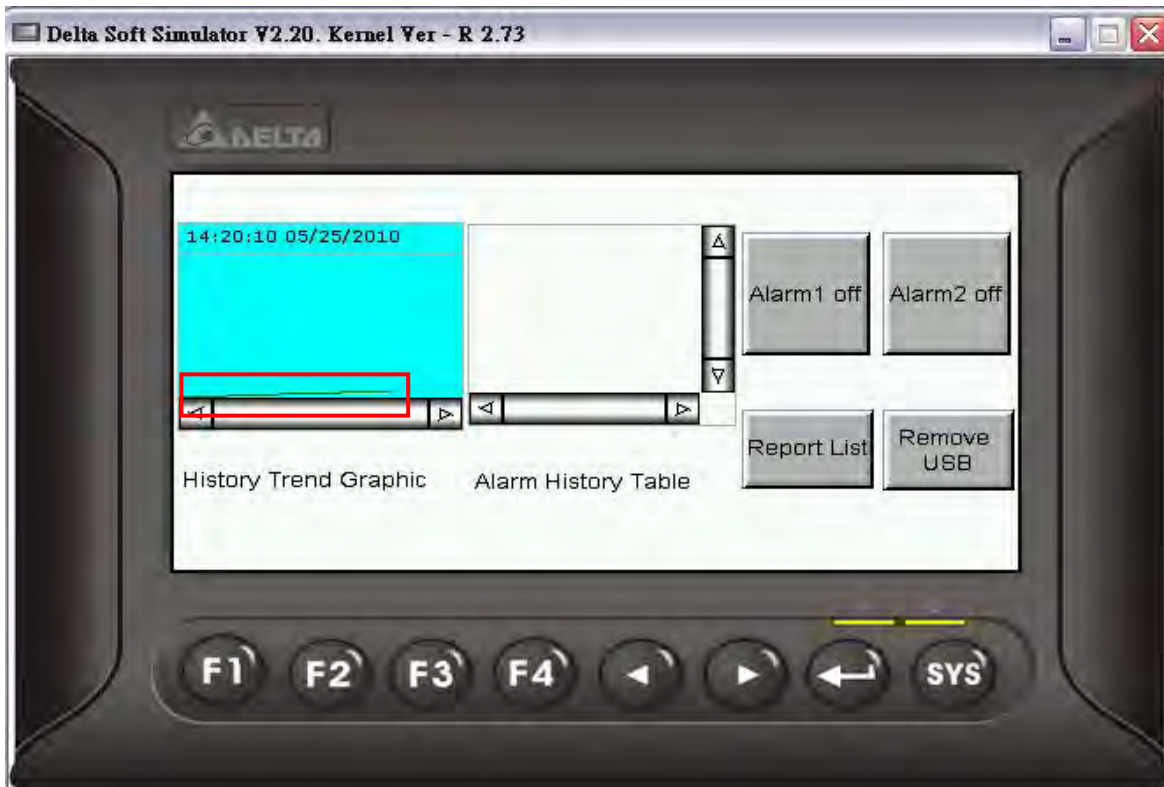 Delta Soft Simulator V2.20. Kernel Ver - R 2.73
DELTA
14:20:10 05/25/2010
Alarm1 off
Alarm2 off
Report List
Remove
USB
History Trend Graphic
Alarm History Table
F1
F2
F3
F4
SYS